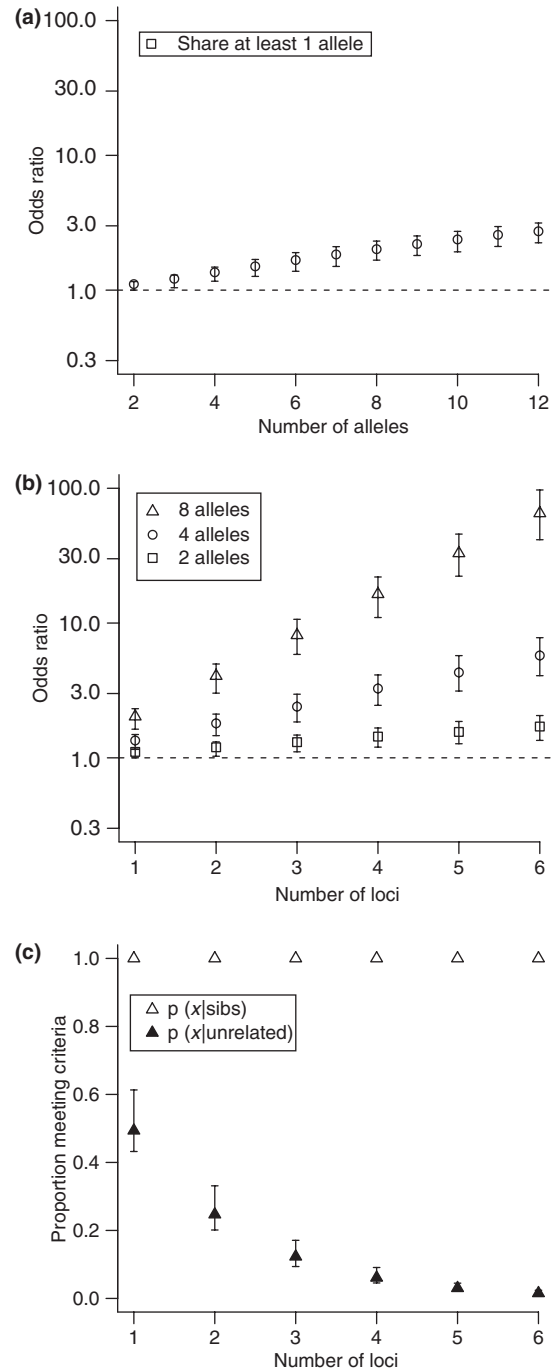 (a)
100.0
30.0
10.0
3.0
1.0
0.3
Odds ratio
Share at least 1 allele
2 4 6 8 10 12
Number of alleles
(b)
100.0
30.0
10.0
3.0
1.0
0.3
Odds ratio
8 alleles
4 alleles
2 alleles
1 2 3 4 5 6
Number of loci
(c)
1.0
0.8
0.6
0.4
0.2
0.0
Proportion meeting criteria
p (x|sibs)
p (x|unrelated)
1 2 3 4 5 6
Number of loci